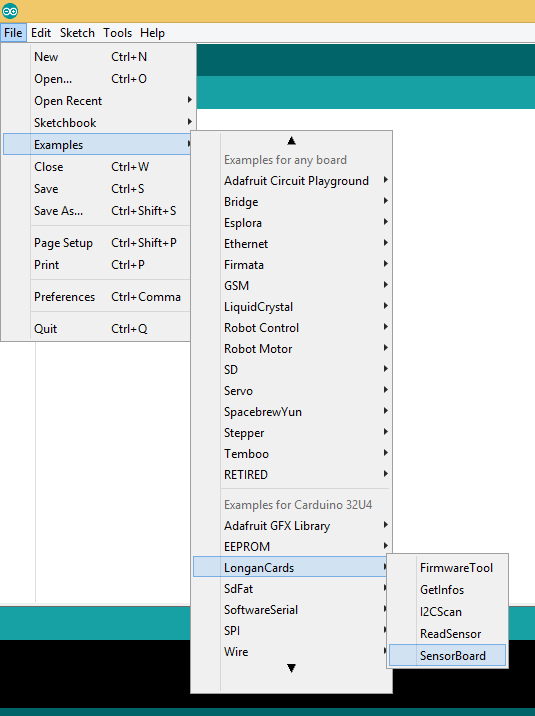 File Edit Sketch Tools Help
New Ctrl+N
Open... Ctrl+O
Open Recent
Sketchbook
Examples
Close Ctrl+W
Save Ctrl+S
Save As... Ctrl+Shift+S
Page Setup Ctrl+Shift+P
Print Ctrl+P
Preferences Ctrl+Comma
Quit Ctrl+Q
Examples for any board
Adafruit Circuit Playground
Bridge
Esplora
Ethernet
Firmata
GSM
LiquidCrystal
Robot Control
Robot Motor
SD
Servo
SpacebrewYun
Stepper
Temboo
RETIRED
Examples for Carduino 32U4
Adafruit GFX Library
EEPROM
LonganCards
SdFat
SoftwareSerial
SPI
Wire
FirmwareTool
GetInfos
I2CScan
ReadSensor
SensorBoard